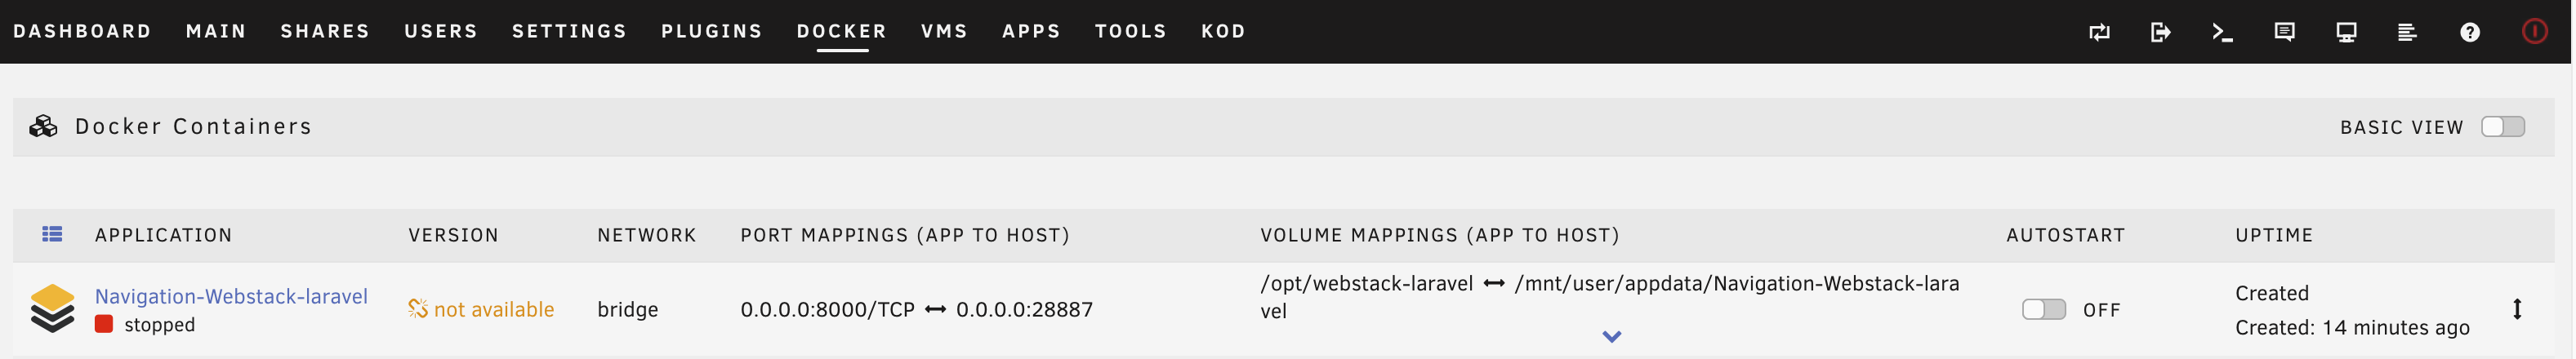 DASHBOARD MAIN SHARES USERS SETTINGS PLUGINS DOCKER VMS APPS TOOLS KOD
Docker Containers BASIC VIEW
APPLICATION VERSION NETWORK PORT MAPPINGS (APP TO HOST) VOLUME MAPPINGS (APP TO HOST) AUTOSTART UPTIME
Navigation-Webstack-laravel
stopped
not available
bridge
0.0.0.0:8000/TCP ↔ 0.0.0.0:28887
/opt/webstack-laravel ↔ /mnt/user/appdata/Navigation-Webstack-lara
vel
OFF
Created
Created: 14 minutes ago